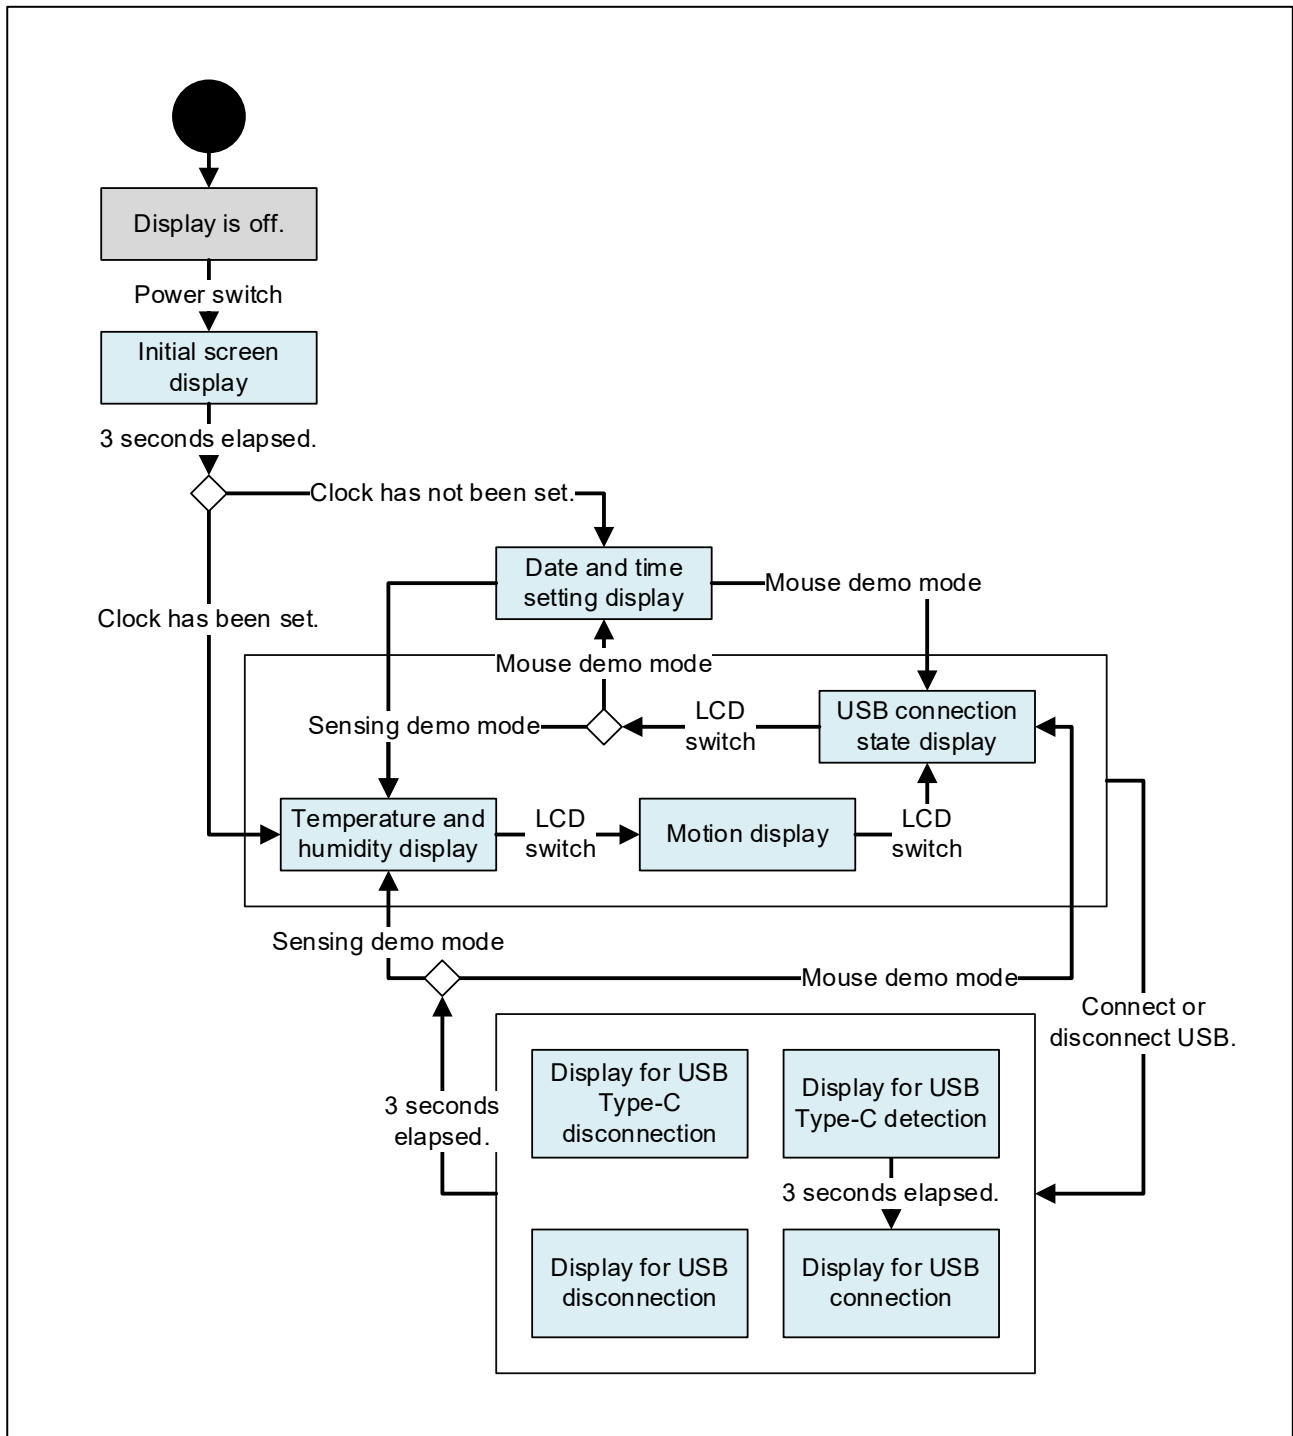 Display is off.
Power switch
Initial screen
display
3 seconds elapsed.
Clock has not been set.
Date and time
setting display
Mouse demo mode
Clock has been set.
Mouse demo mode
Sensing demo mode
LCD
switch
USB connection
state display
Temperature and
humidity display
LCD
switch
Motion display
LCD
switch
Sensing demo mode
Mouse demo mode
Connect or
disconnect USB.
3 seconds
elapsed.
Display for USB
Type-C
disconnection
Display for USB
Type-C detection
3 seconds elapsed.
Display for USB
disconnection
Display for USB
connection